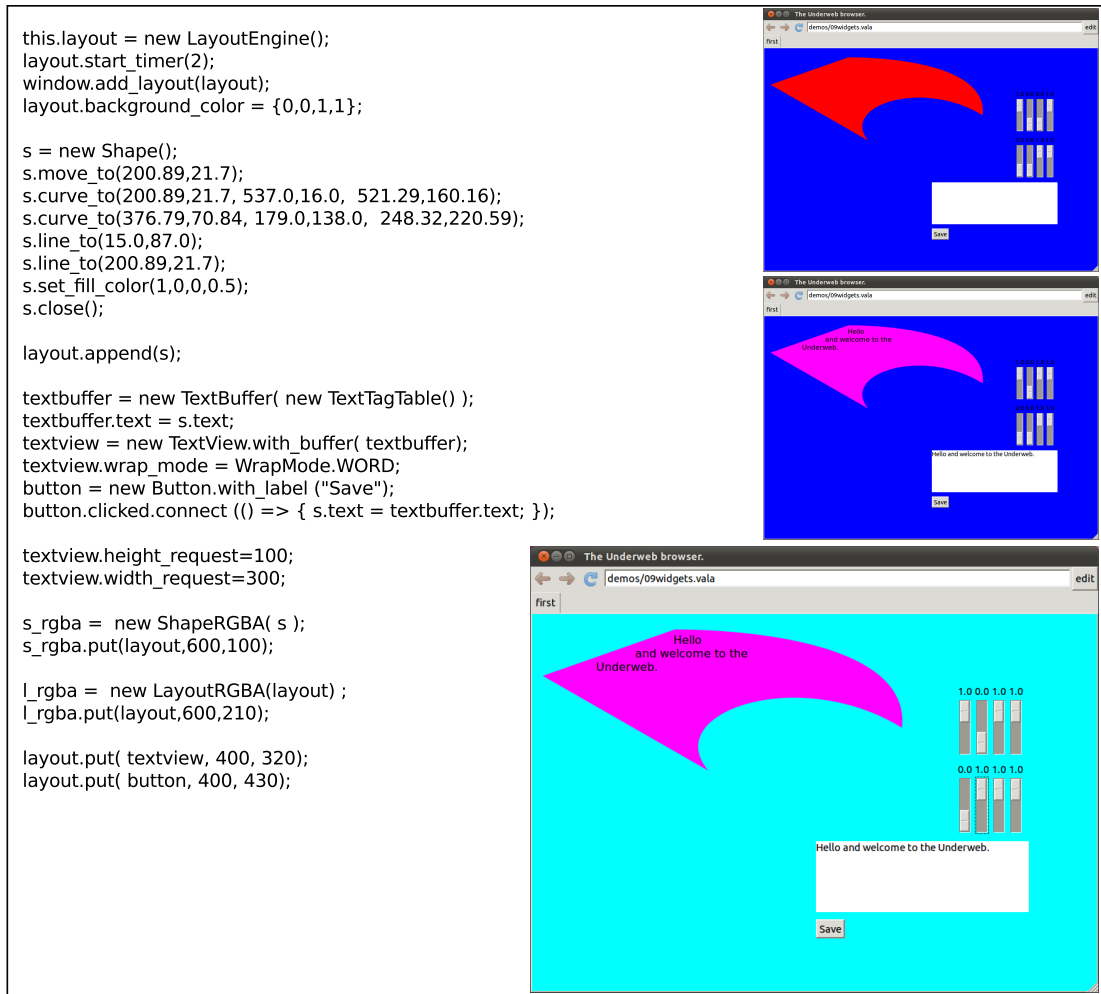 this.layout = new LayoutEngine();
layout.start_timer(2);
window.add_layout(layout);
layout.background_color = {0,0,1,1};
s = new Shape();
s.move_to(200.89,21.7);
s.curve_to(200.89,21.7, 537.0,16.0,  521.29,160.16);
s.curve_to(376.79,70.84, 179.0,138.0,  248.32,220.59);
s.line_to(15.0,87.0);
s.line_to(200.89,21.7);
s.set_fill_color(1,0,0,0.5);
s.close();
layout.append(s);
textbuffer = new TextBuffer( new TextTagTable() );
textbuffer.text = s.text;
textview = new TextView.with_buffer( textbuffer);
textview.wrap_mode = WrapMode.WORD;
button = new Button.with_label ("Save");
button.clicked.connect (() => { s.text = textbuffer.text; });
textview.height_request=100;
textview.width_request=300;
s_rgba =  new ShapeRGBA( s );
s_rgba.put(layout,600,100);
l_rgba =  new LayoutRGBA(layout) ;
l_rgba.put(layout,600,210);
layout.put( textview, 400, 320);
layout.put( button, 400, 430);
The Underweb browser.
demos/09widgets.vala
edit
first
Save
The Underweb browser.
demos/09widgets.vala
edit
first
Hello
and welcome to the
Underweb.
Hello and welcome to the Underweb.
Save
The Underweb browser.
demos/09widgets.vala
edit
first
Hello
and welcome to the
Underweb.
1.0 0.0 1.0 1.0
0.0 1.0 1.0 1.0
Hello and welcome to the Underweb.
Save